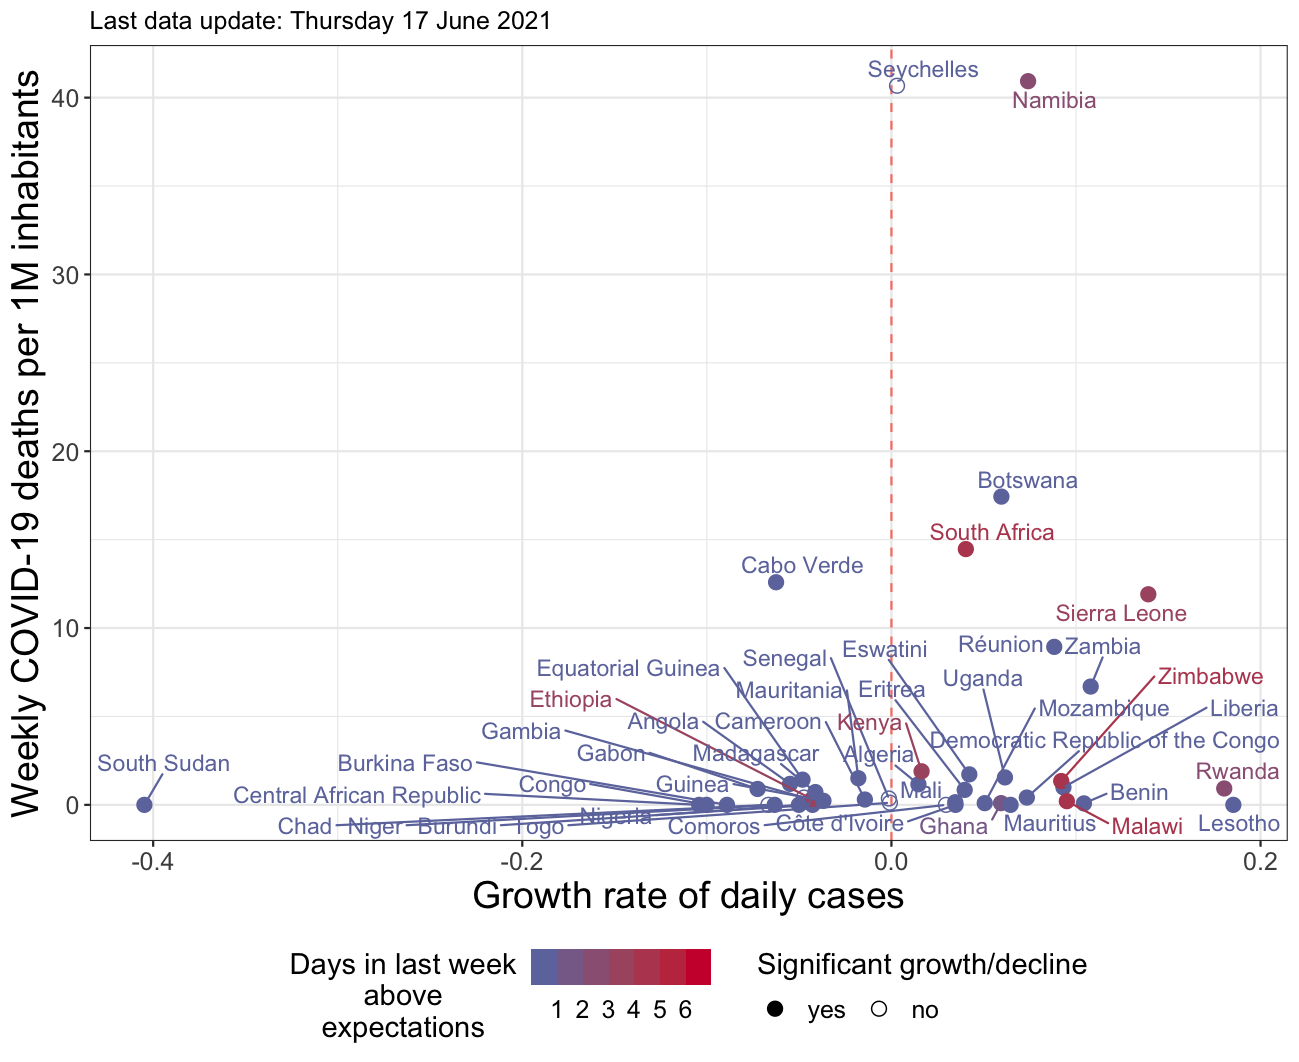 Last data update: Thursday 17 June 2021
Weekly COVID-19 deaths per 1M inhabitants
40
30
20
10
0
Seychelles
Namibia
Botswana
South Africa
Cabo Verde
Sierra Leone
Réunion
Zambia
Eswatini
Senegal
Equatorial Guinea
Uganda
Zimbabwe
Mauritania
Eritrea
Ethiopia
Mozambique
Liberia
Angola
Cameroon
Kenya
Gambia
Democratic Republic of the Congo
Gabon
Madagascar
Algeria
South Sudan
Burkina Faso
Rwanda
Congo
Guinea
Mali
Benin
Central African Republic
Nigeria
Chad
Niger
Burundi
Togo
Comoros
Côte d'Ivoire
Ghana
Mauritius
Malawi
Lesotho
-0.4
-0.2
0.0
0.2
Growth rate of daily cases
Days in last week
above
expectations
1 2 3 4 5 6
Significant growth/decline
yes
no